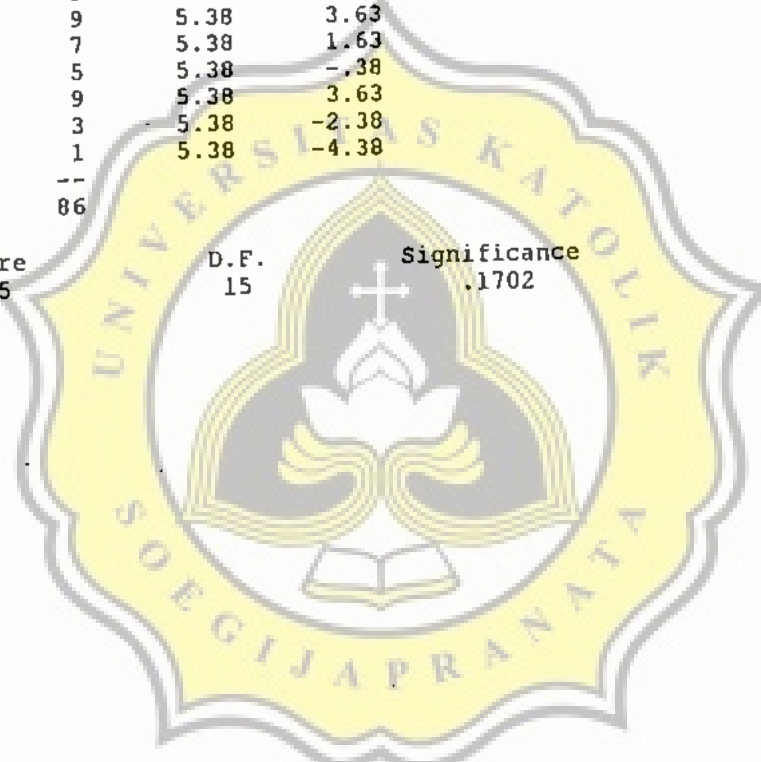 9 5.38 3.63
7 5.38 1.63
5 5.38 -.38
9 5.38 3.63
3 5.38 -2.38
1 5.38 -4.38
--
86
D.F. Significance
15 .1702
UNIVERSITAS KATOLIK
SOEGIJAPRANATA